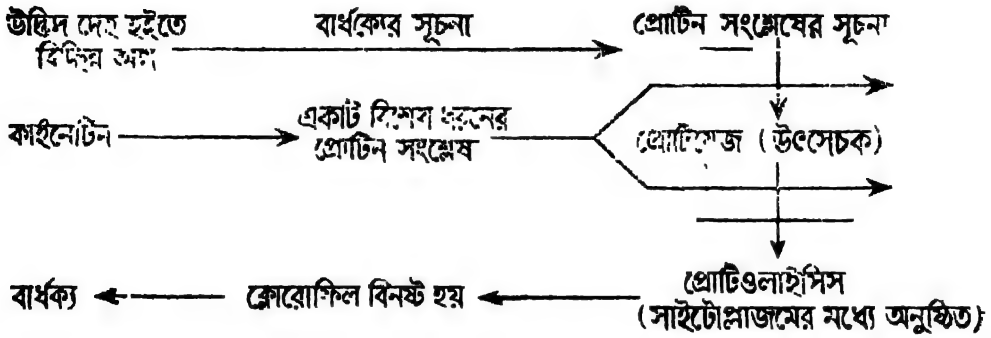 উদ্ভিদ দেহ হইতে
বিচ্ছিন্ন অংশ
বার্ধক্যের সূচনা
প্রোটিন সংশ্লেষের সূচনা
কাইনেটিন
একটি বিশেষ ধরনের
প্রোটিন সংশ্লেষ
প্রোটিয়েজ (উৎসেচক)
বার্ধক্য
ক্লোরোফিল বিনষ্ট হয়
প্রোটিওলাইসিস
(সাইটোপ্লাজমের মধ্যে অনুষ্ঠিত)